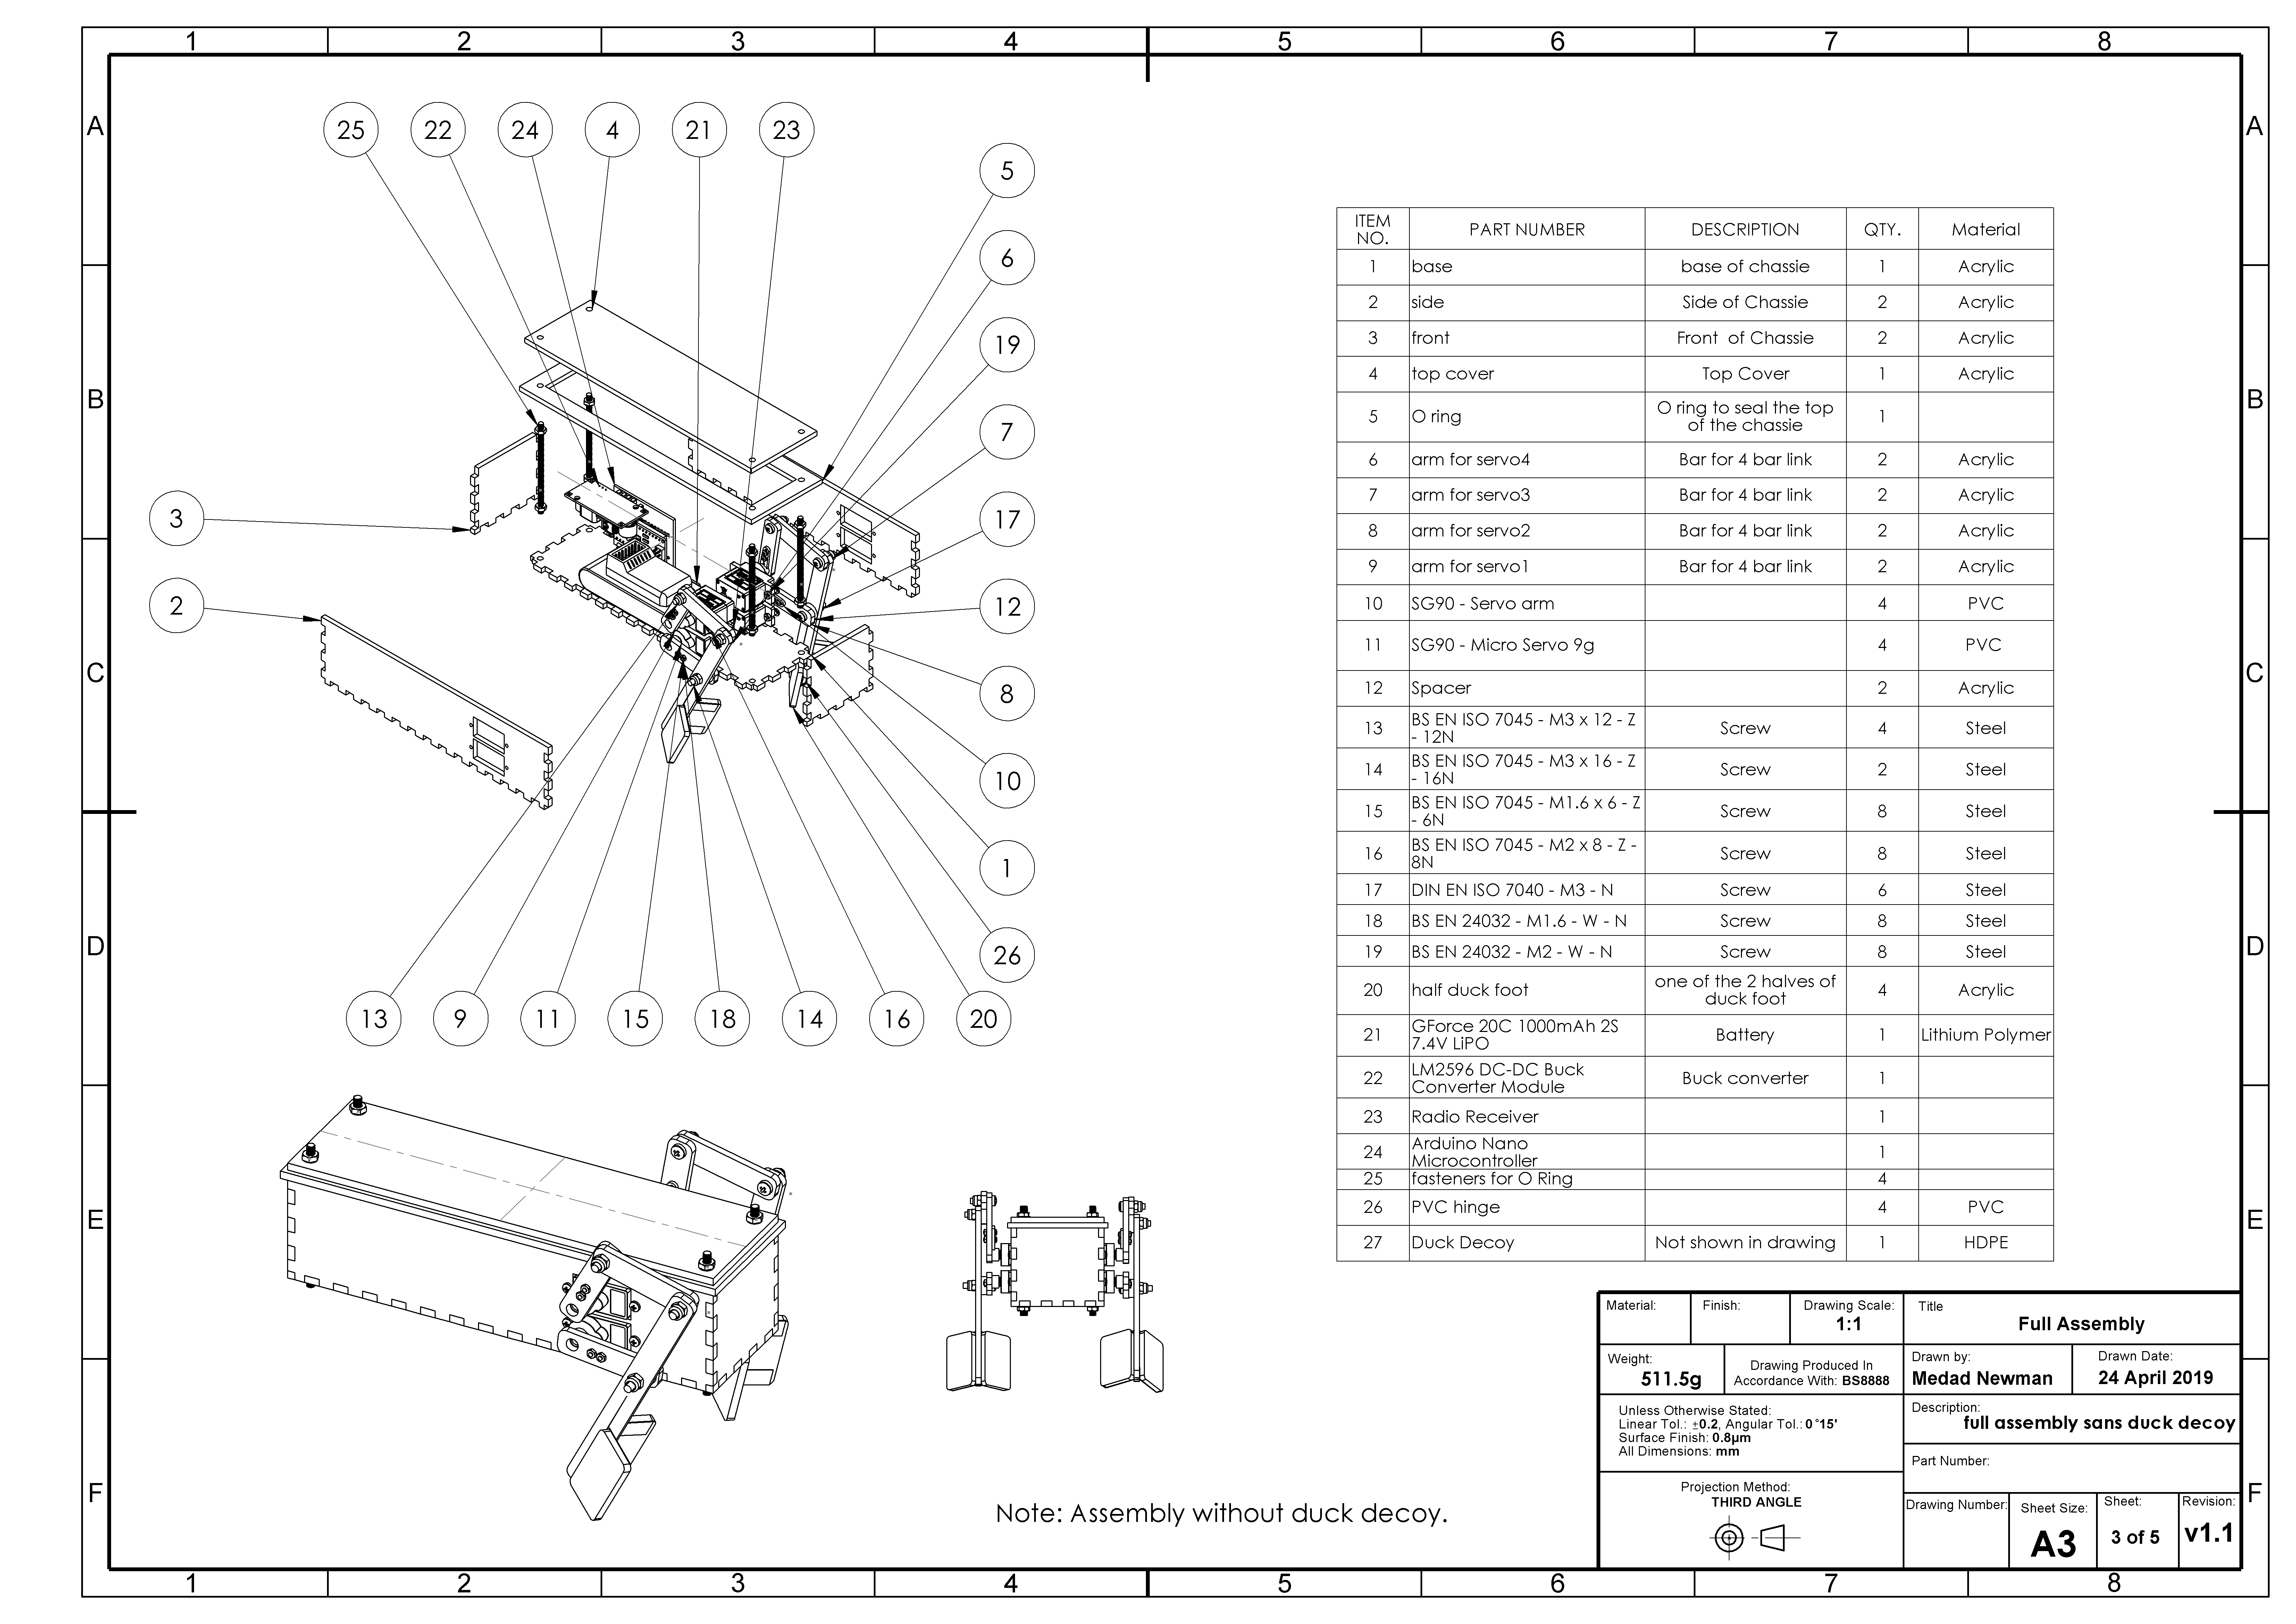 1 2 3 4 5 6 7 8
A A
B B
C C
D D
E E
F F
25 22 24 4 21 23
5
6
19
7
3 17
2 12
8
10
1
26
13 9 11 15 18 14 16 20
ITEM NO. PART NUMBER DESCRIPTION QTY. Material
1 base base of chassie 1 Acrylic
2 side Side of Chassie 2 Acrylic
3 front Front of Chassie 2 Acrylic
4 top cover Top Cover 1 Acrylic
5 O ring O ring to seal the top of the chassie 1
6 arm for servo4 Bar for 4 bar link 2 Acrylic
7 arm for servo3 Bar for 4 bar link 2 Acrylic
8 arm for servo2 Bar for 4 bar link 2 Acrylic
9 arm for servo1 Bar for 4 bar link 2 Acrylic
10 SG90 - Servo arm 4 PVC
11 SG90 - Micro Servo 9g 4 PVC
12 Spacer 2 Acrylic
13 BS EN ISO 7045 - M3 x 12 - Z - 12N Screw 4 Steel
14 BS EN ISO 7045 - M3 x 16 - Z - 16N Screw 2 Steel
15 BS EN ISO 7045 - M1.6 x 6 - Z - 6N Screw 8 Steel
16 BS EN ISO 7045 - M2 x 8 - Z - 8N Screw 8 Steel
17 DIN EN ISO 7040 - M3 - N Screw 6 Steel
18 BS EN 24032 - M1.6 - W - N Screw 8 Steel
19 BS EN 24032 - M2 - W - N Screw 8 Steel
20 half duck foot one of the 2 halves of duck foot 4 Acrylic
21 GForce 20C 1000mAh 2S 7.4V LiPO Battery 1 Lithium Polymer
22 LM2596 DC-DC Buck Converter Module Buck converter 1
23 Radio Receiver 1
24 Arduino Nano Microcontroller 1
25 fasteners for O Ring 4
26 PVC hinge 4 PVC
27 Duck Decoy Not shown in drawing 1 HDPE
Note: Assembly without duck decoy.
Material: Finish: Drawing Scale: 1:1
Title
Full Assembly
Weight: 511.5g
Drawing Produced In
Accordance With: BS8888
Drawn by: Medad Newman
Drawn Date: 24 April 2019
Unless Otherwise Stated:
Linear Tol.: ±0.2, Angular Tol.: 0°15'
Surface Finish: 0.8µm
All Dimensions: mm
Description:
full assembly sans duck decoy
Part Number:
Projection Method:
THIRD ANGLE
Drawing Number: Sheet Size: A3 Sheet: 3 of 5 Revision: v1.1
1 2 3 4 5 6 7 8